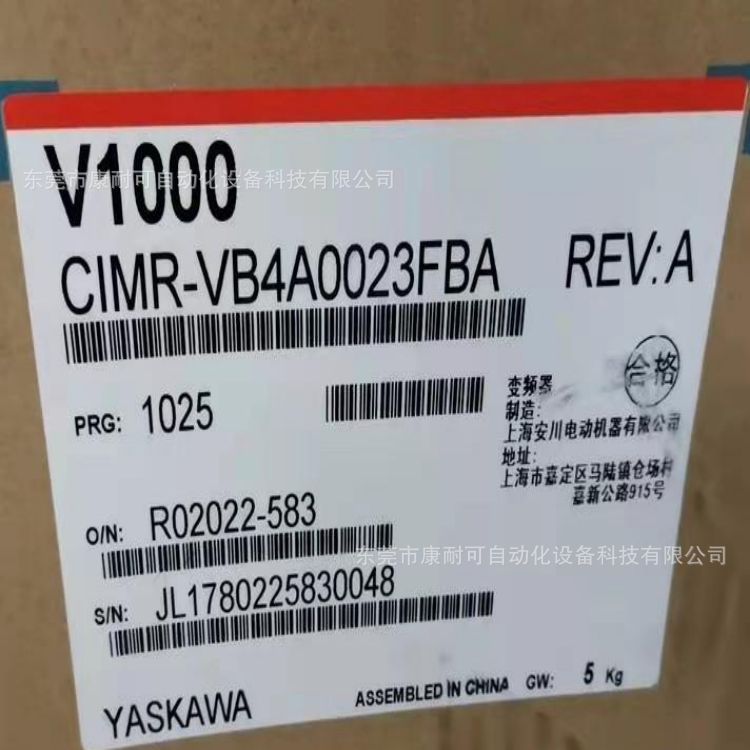 V1000
东莞市康耐可自动化设备科技有限公司
CIMR-VB4A0023FBA REV: A
PRG: 1025
变频器
合格
制造:
上海安川电动机器有限公司
地址:
上海市嘉定区马陆镇仓场村
嘉新公路915号
O/N: R02022-583
东莞市康耐可自动化设备科技有限公司
S/N: JL1780225830048
YASKAWA
ASSEMBLED IN CHINA GW: 5 Kg